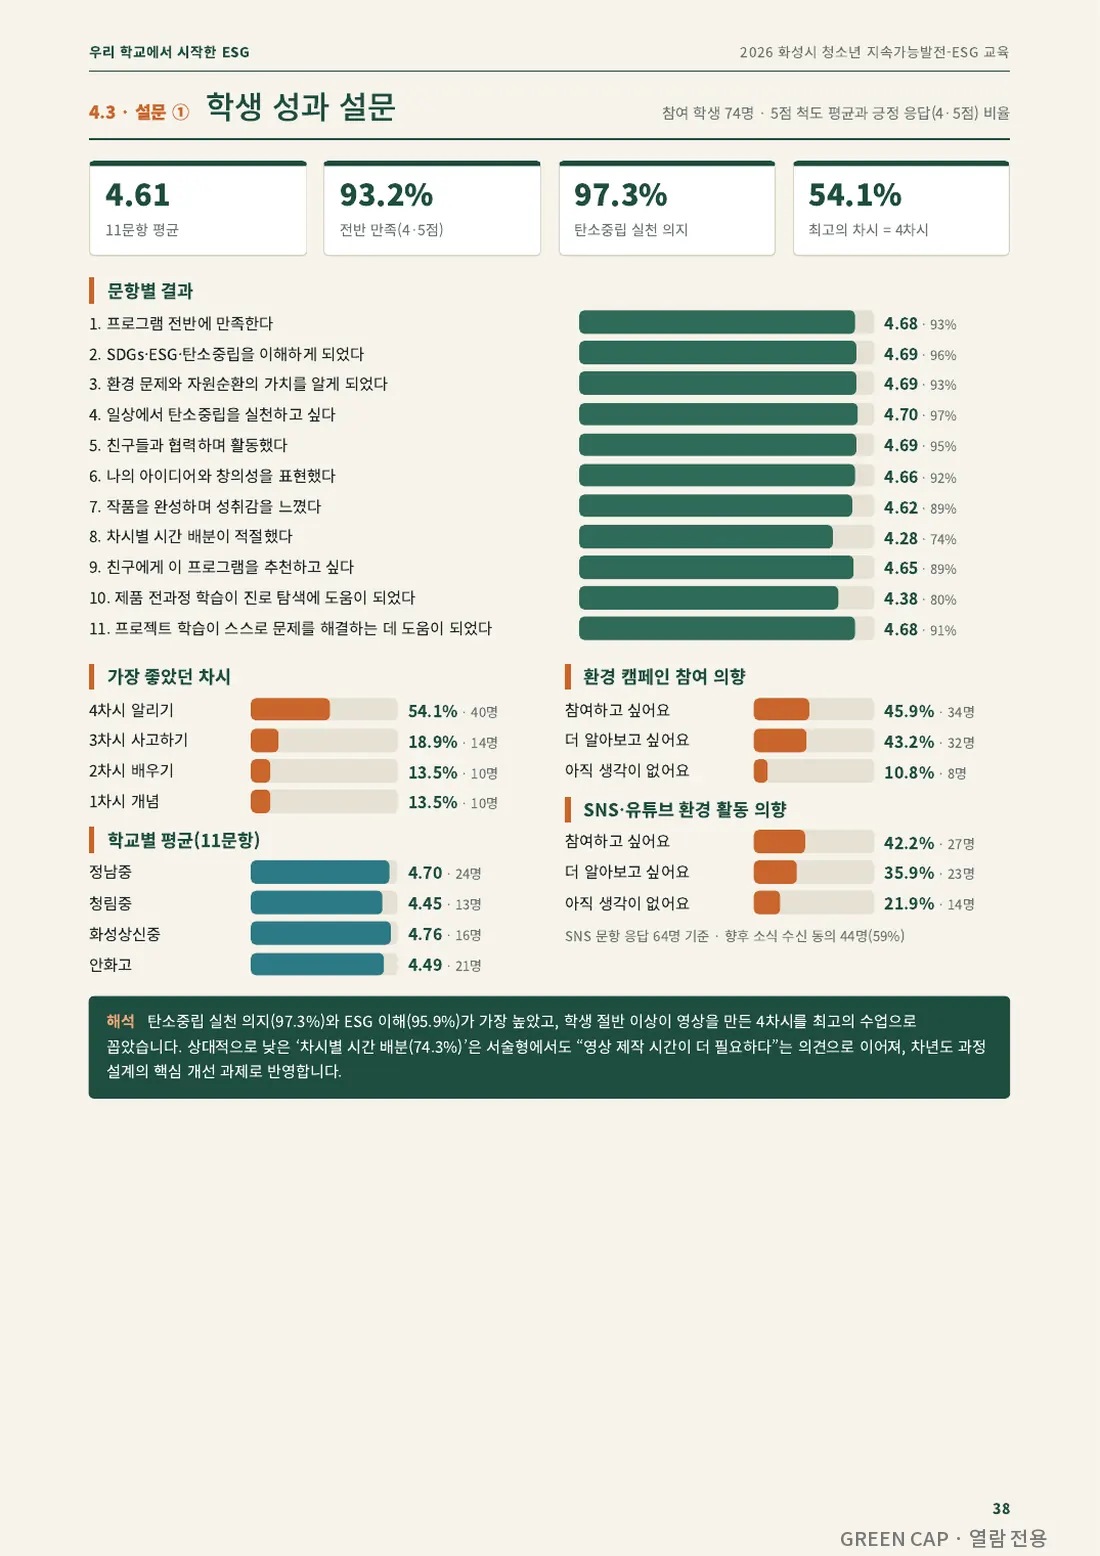 우리 학교에서 시작한 ESG
2026 화성시 청소년 지속가능발전-ESG 교육
4.3 · 설문 ① 학생 성과 설문
참여 학생 74명 · 5점 척도 평균과 긍정 응답(4·5점) 비율
4.61
11문항 평균
93.2%
전반 만족(4·5점)
97.3%
탄소중립 실천 의지
54.1%
최고의 차시 = 4차시
문항별 결과
1. 프로그램 전반에 만족한다 4.68 · 93%
2. SDGs·ESG·탄소중립을 이해하게 되었다 4.69 · 96%
3. 환경 문제와 자원순환의 가치를 알게 되었다 4.69 · 93%
4. 일상에서 탄소중립을 실천하고 싶다 4.70 · 97%
5. 친구들과 협력하며 활동했다 4.69 · 95%
6. 나의 아이디어와 창의성을 표현했다 4.66 · 92%
7. 작품을 완성하며 성취감을 느꼈다 4.62 · 89%
8. 차시별 시간 배분이 적절했다 4.28 · 74%
9. 친구에게 이 프로그램을 추천하고 싶다 4.65 · 89%
10. 제품 전과정 학습이 진로 탐색에 도움이 되었다 4.38 · 80%
11. 프로젝트 학습이 스스로 문제를 해결하는 데 도움이 되었다 4.68 · 91%
가장 좋았던 차시
4차시 알리기 54.1% · 40명
3차시 사고하기 18.9% · 14명
2차시 배우기 13.5% · 10명
1차시 개념 13.5% · 10명
학교별 평균(11문항)
정남중 4.70 · 24명
청림중 4.45 · 13명
화성상신중 4.76 · 16명
안화고 4.49 · 21명
환경 캠페인 참여 의향
참여하고 싶어요 45.9% · 34명
더 알아보고 싶어요 43.2% · 32명
아직 생각이 없어요 10.8% · 8명
SNS·유튜브 환경 활동 의향
참여하고 싶어요 42.2% · 27명
더 알아보고 싶어요 35.9% · 23명
아직 생각이 없어요 21.9% · 14명
SNS 문항 응답 64명 기준 · 향후 소식 수신 동의 44명(59%)
해석 탄소중립 실천 의지(97.3%)와 ESG 이해(95.9%)가 가장 높았고, 학생 절반 이상이 영상을 만든 4차시를 최고의 수업으로
꼽았습니다. 상대적으로 낮은 ‘차시별 시간 배분(74.3%)’은 서술형에서도 “영상 제작 시간이 더 필요하다”는 의견으로 이어져, 차년도 과정
설계의 핵심 개선 과제로 반영합니다.
38
GREEN CAP · 열람 전용